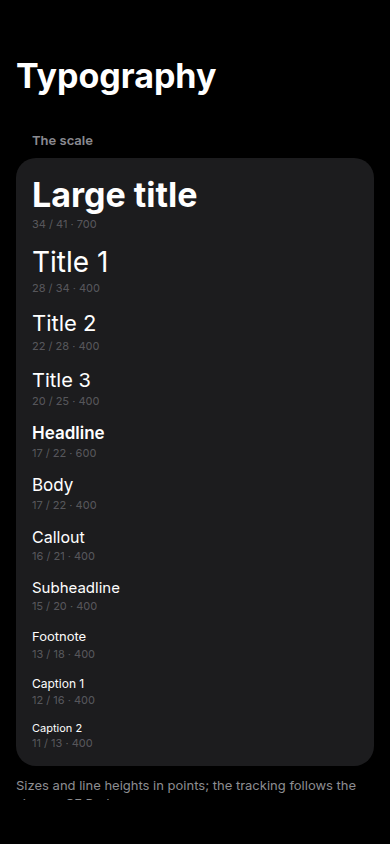 Typography
The scale
Large title
34 / 41 · 700
Title 1
28 / 34 · 400
Title 2
22 / 28 · 400
Title 3
20 / 25 · 400
Headline
17 / 22 · 600
Body
17 / 22 · 400
Callout
16 / 21 · 400
Subheadline
15 / 20 · 400
Footnote
13 / 18 · 400
Caption 1
12 / 16 · 400
Caption 2
11 / 13 · 400
Sizes and line heights in points; the tracking follows the